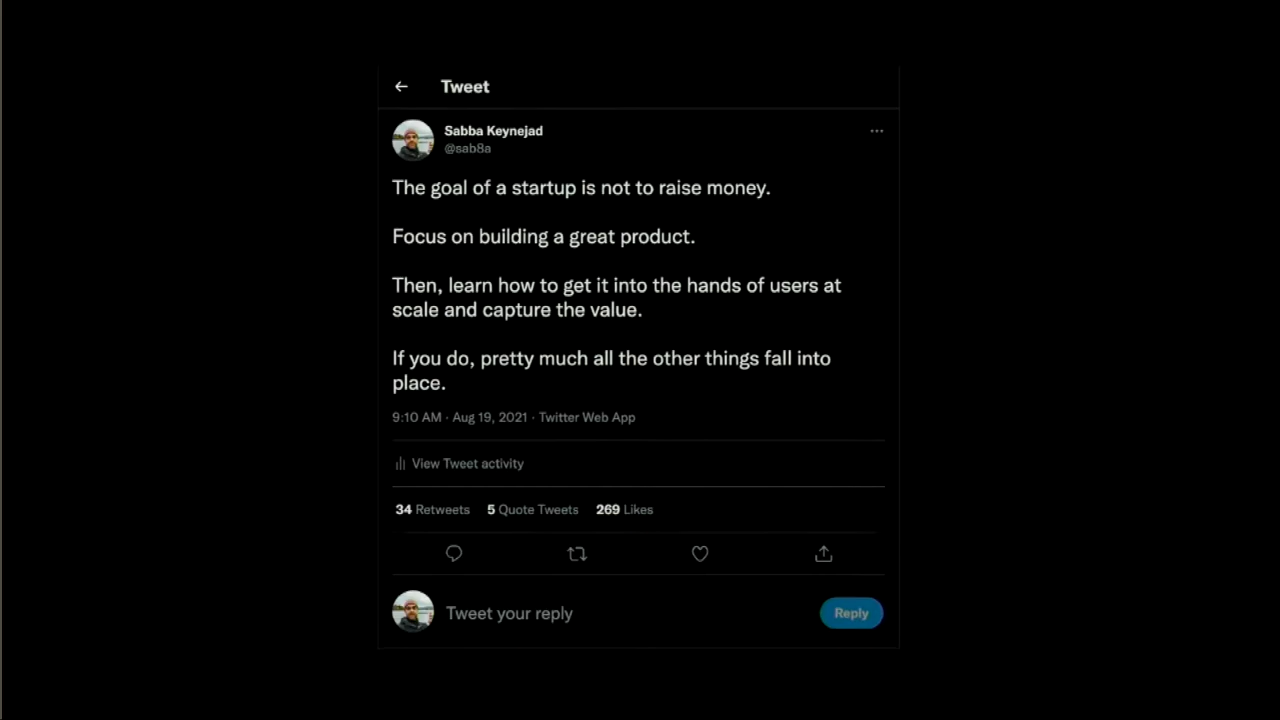 Tweet
Sabba Keynejad
@sab8a
The goal of a startup is not to raise money.
Focus on building a great product.
Then, learn how to get it into the hands of users at
scale and capture the value.
If you do, pretty much all the other things fall into
place.
9:10 AM · Aug 19, 2021 · Twitter Web App
View Tweet activity
34 Retweets 5 Quote Tweets 269 Likes
Tweet your reply
Reply